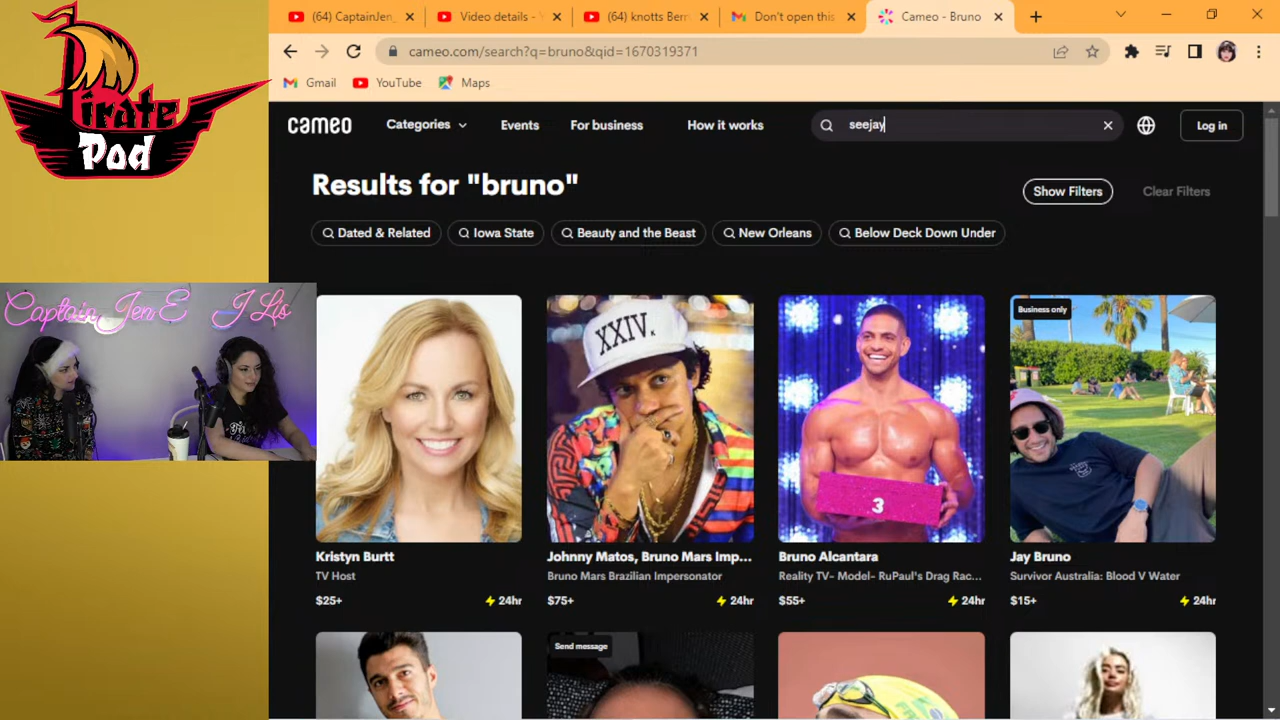 Pirate
Pod
Captain Jen E J Lis
(64) CaptainJen_
Video details - Y
(64) knotts Berr
Don't open this
Cameo - Bruno
cameo.com/search?q=bruno&qid=1670319371
Gmail YouTube Maps
cameo Categories Events For business How it works seejay Log in
Results for "bruno" Show Filters Clear Filters
Dated & Related Iowa State Beauty and the Beast New Orleans Below Deck Down Under
XXIV K
3
Business only
Kristyn Burtt
TV Host
$25+ 24hr
Johnny Matos, Bruno Mars Imp...
Bruno Mars Brazilian Impersonator
$75+ 24hr
Bruno Alcantara
Reality TV- Model- RuPaul's Drag Rac...
$55+ 24hr
Jay Bruno
Survivor Australia: Blood V Water
$15+ 24hr
Send message